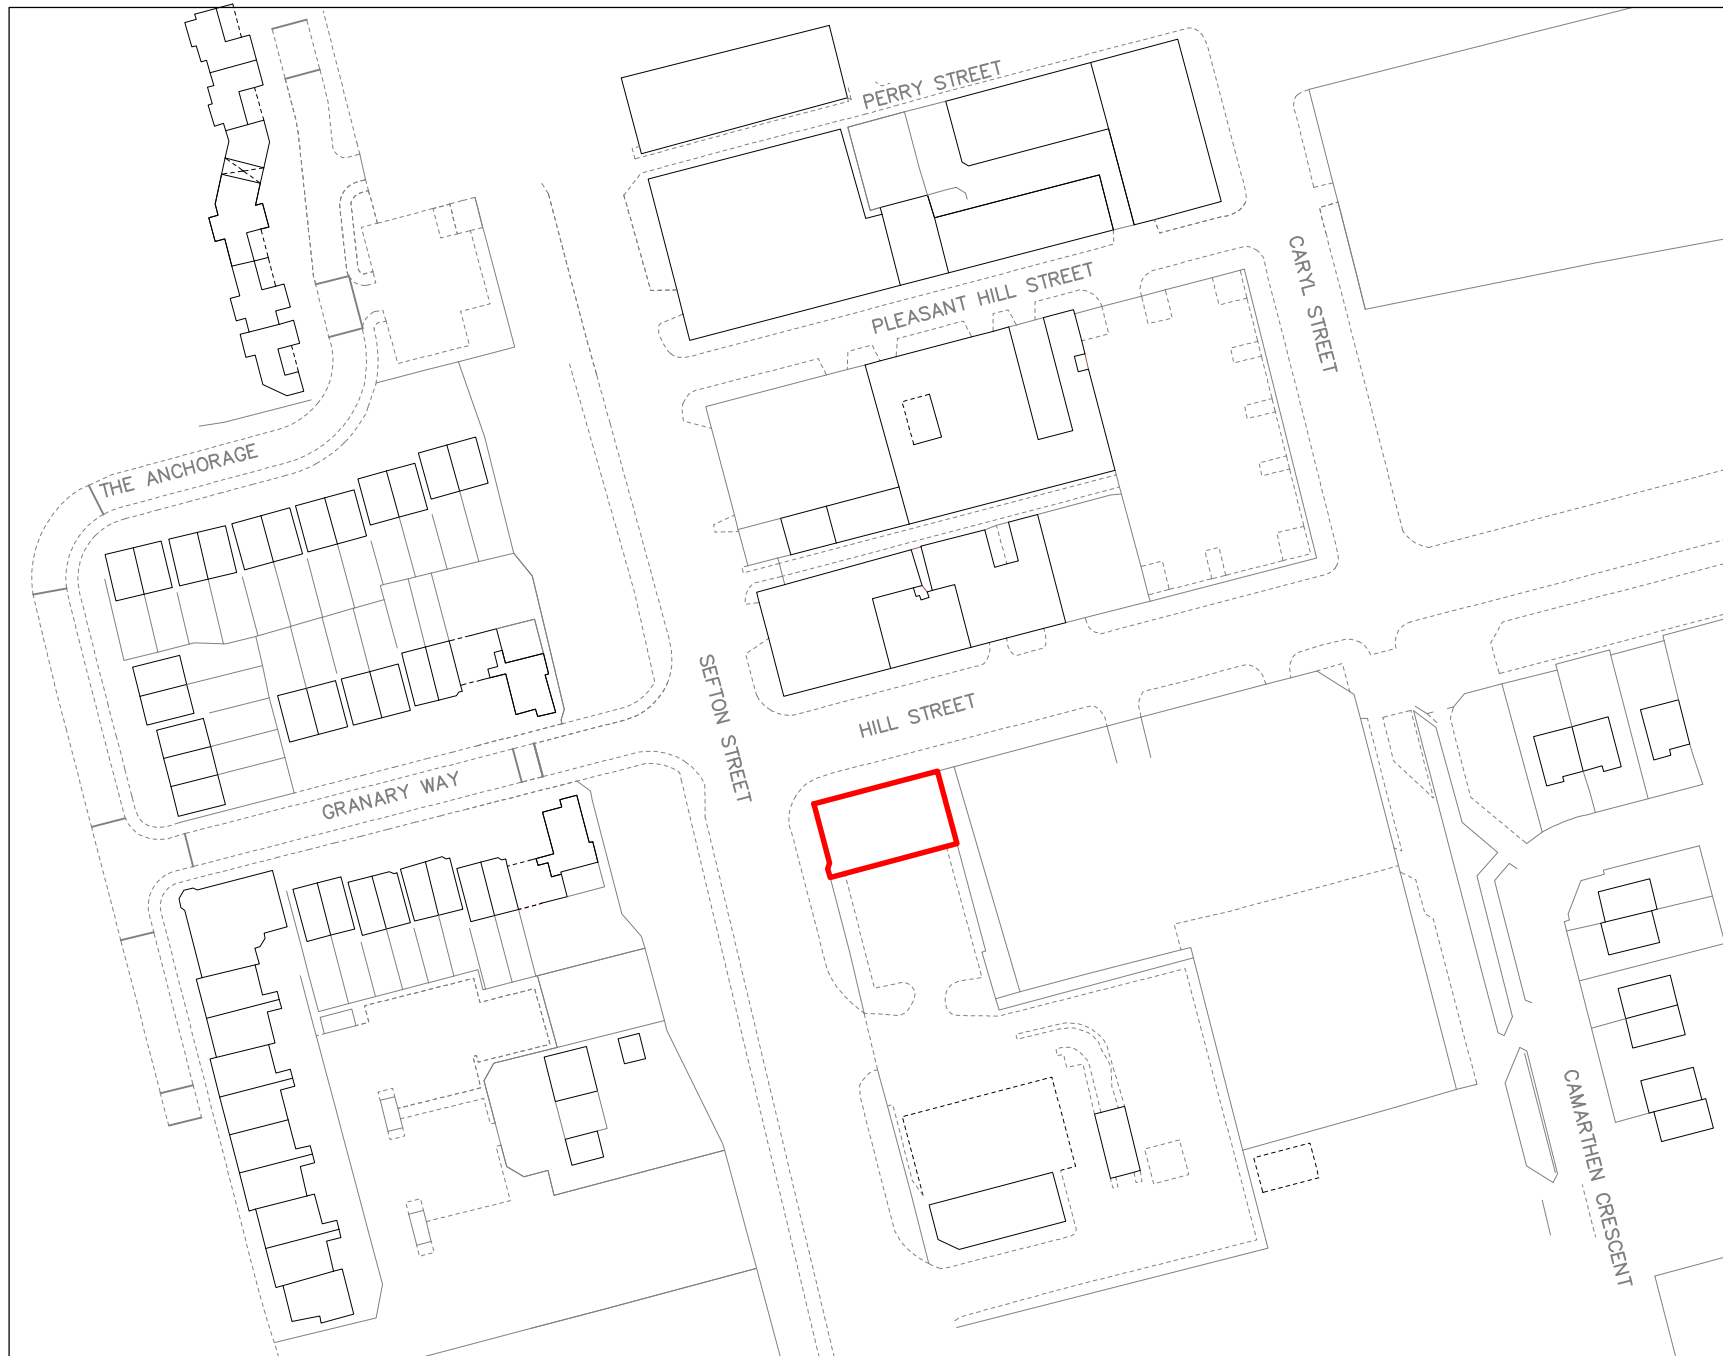 PERRY STREET
PLEASANT HILL STREET
CARYL STREET
THE ANCHORAGE
SEFTON STREET
HILL STREET
GRANARY WAY
CAMARTHEN CRESCENT